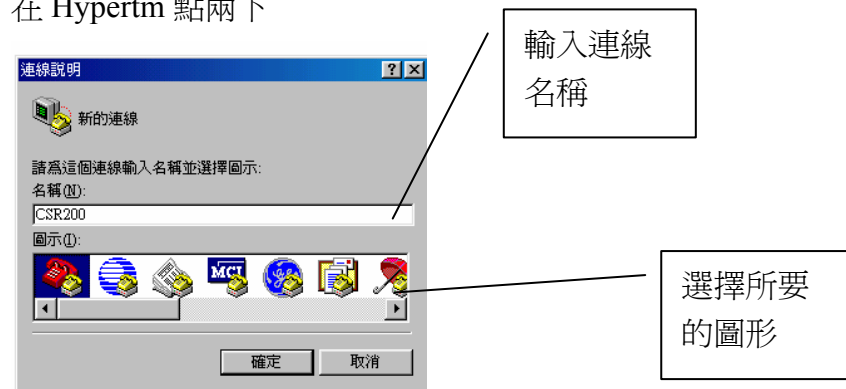 在 Hypertm 點兩下
輸入連線
名稱
連線說明
新的連線
請為這個連線輸入名稱並選擇圖示:
名稱(N):
CSR200
圖示(I):
MCI
選擇所要
的圖形
確定
取消